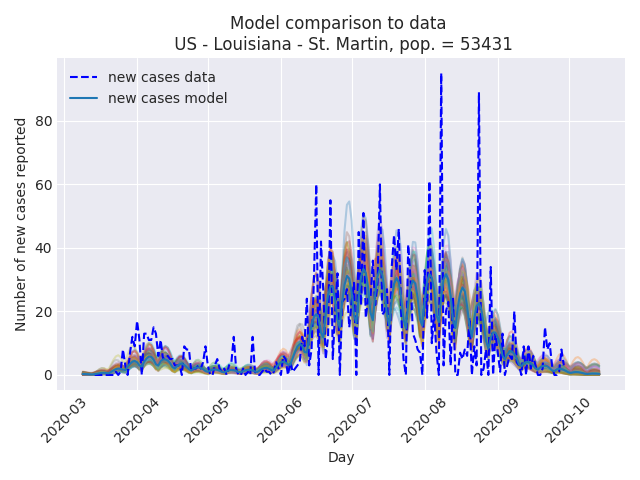 Model comparison to data
US - Louisiana - St. Martin, pop. = 53431
new cases data
new cases model
Number of new cases reported
80
60
40
20
0
2020-03
2020-04
2020-05
2020-06
2020-07
2020-08
2020-09
2020-10
Day